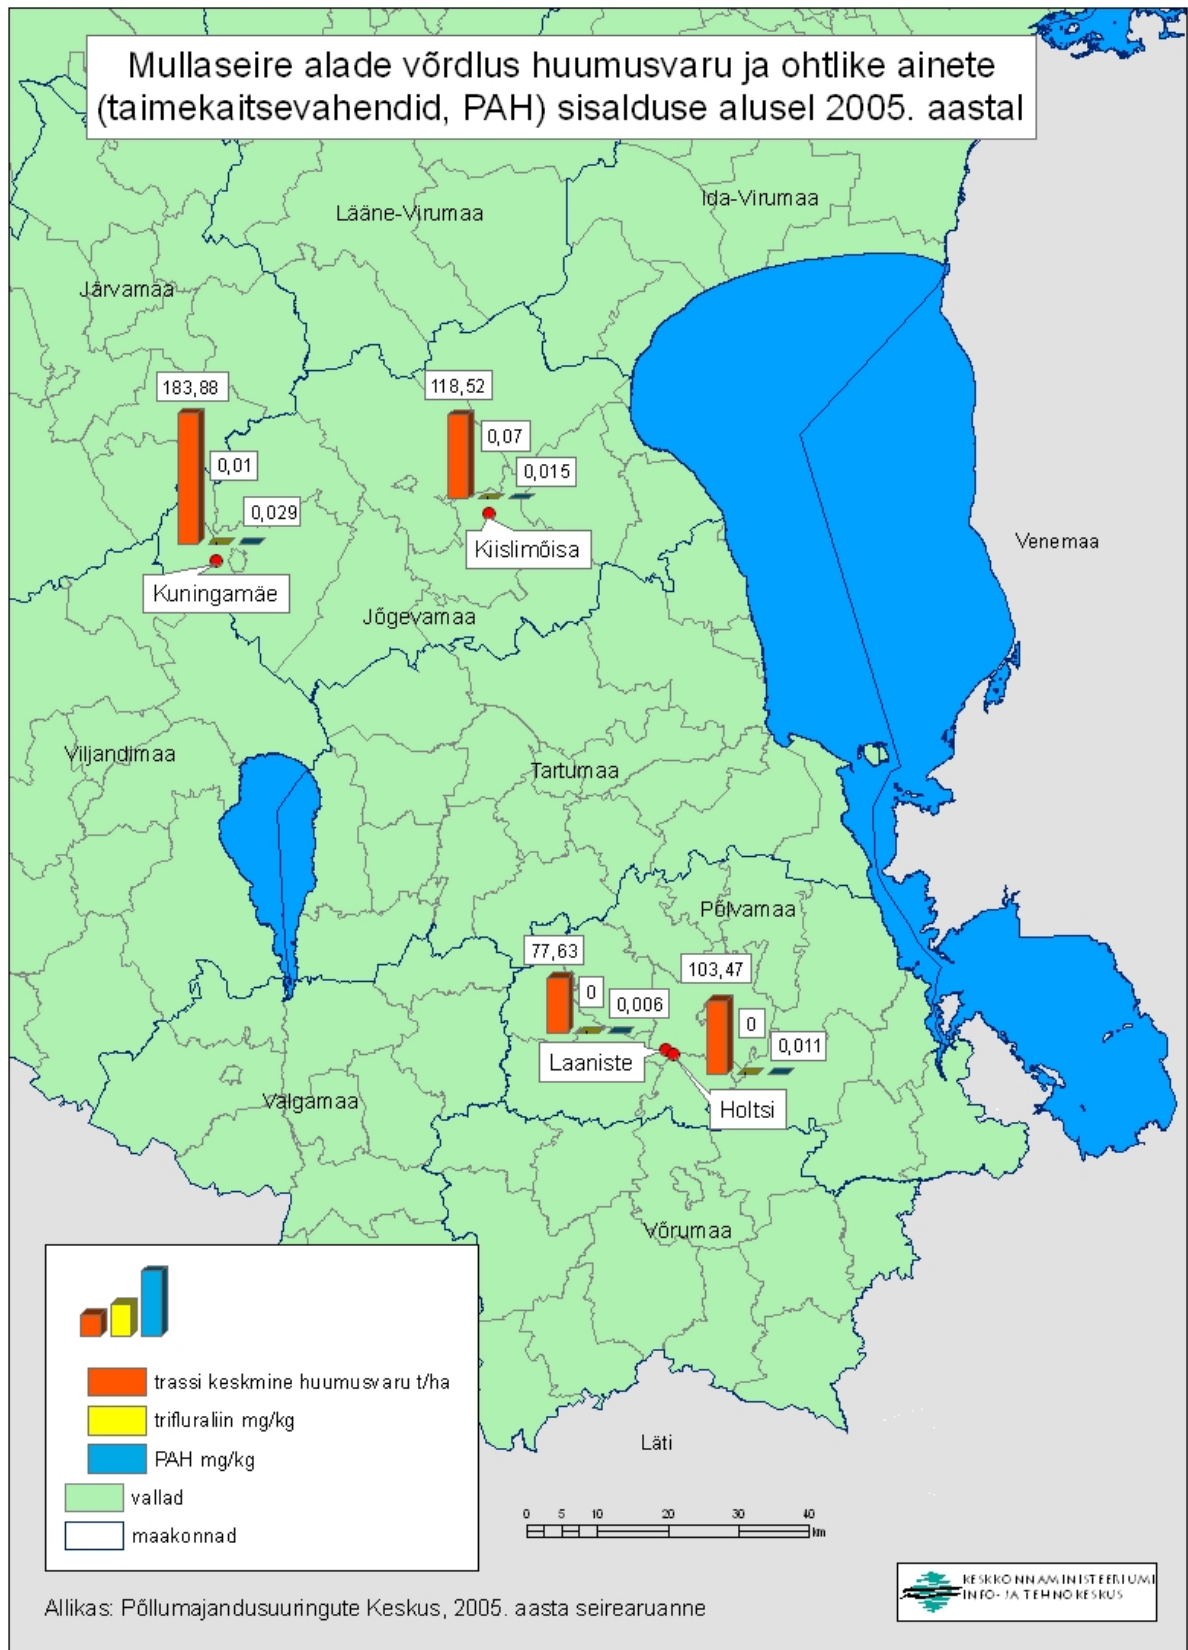 Mullaseire alade võrdlus huumusvaru ja ohtlike ainete
(taimekaitsevahendid, PAH) sisalduse alusel 2005. aastal
Ida-Virumaa
Lääne-Virumaa
Järvamaa
183,88
118,52
0,07
0,01
0,015
0,029
Venemaa
Kiislimõisa
Kuningamäe
Jõgevamaa
Viljandimaa
Tartumaa
Põlvamaa
77,63
103,47
0
0,006
0
0,011
Laaniste
Holtsi
Valgamaa
Võrumaa
trassi keskmine huumusvaru t/ha
trifluraliin mg/kg
PAH mg/kg
vallad
maakonnad
Läti
0 5 10 20 30 40
km
KESKKONNAMINISTEERIUMI
INFO- JA TEHNOKESKUS
Allikas: Põllumajandusuuringute Keskus, 2005. aasta seirearuanne